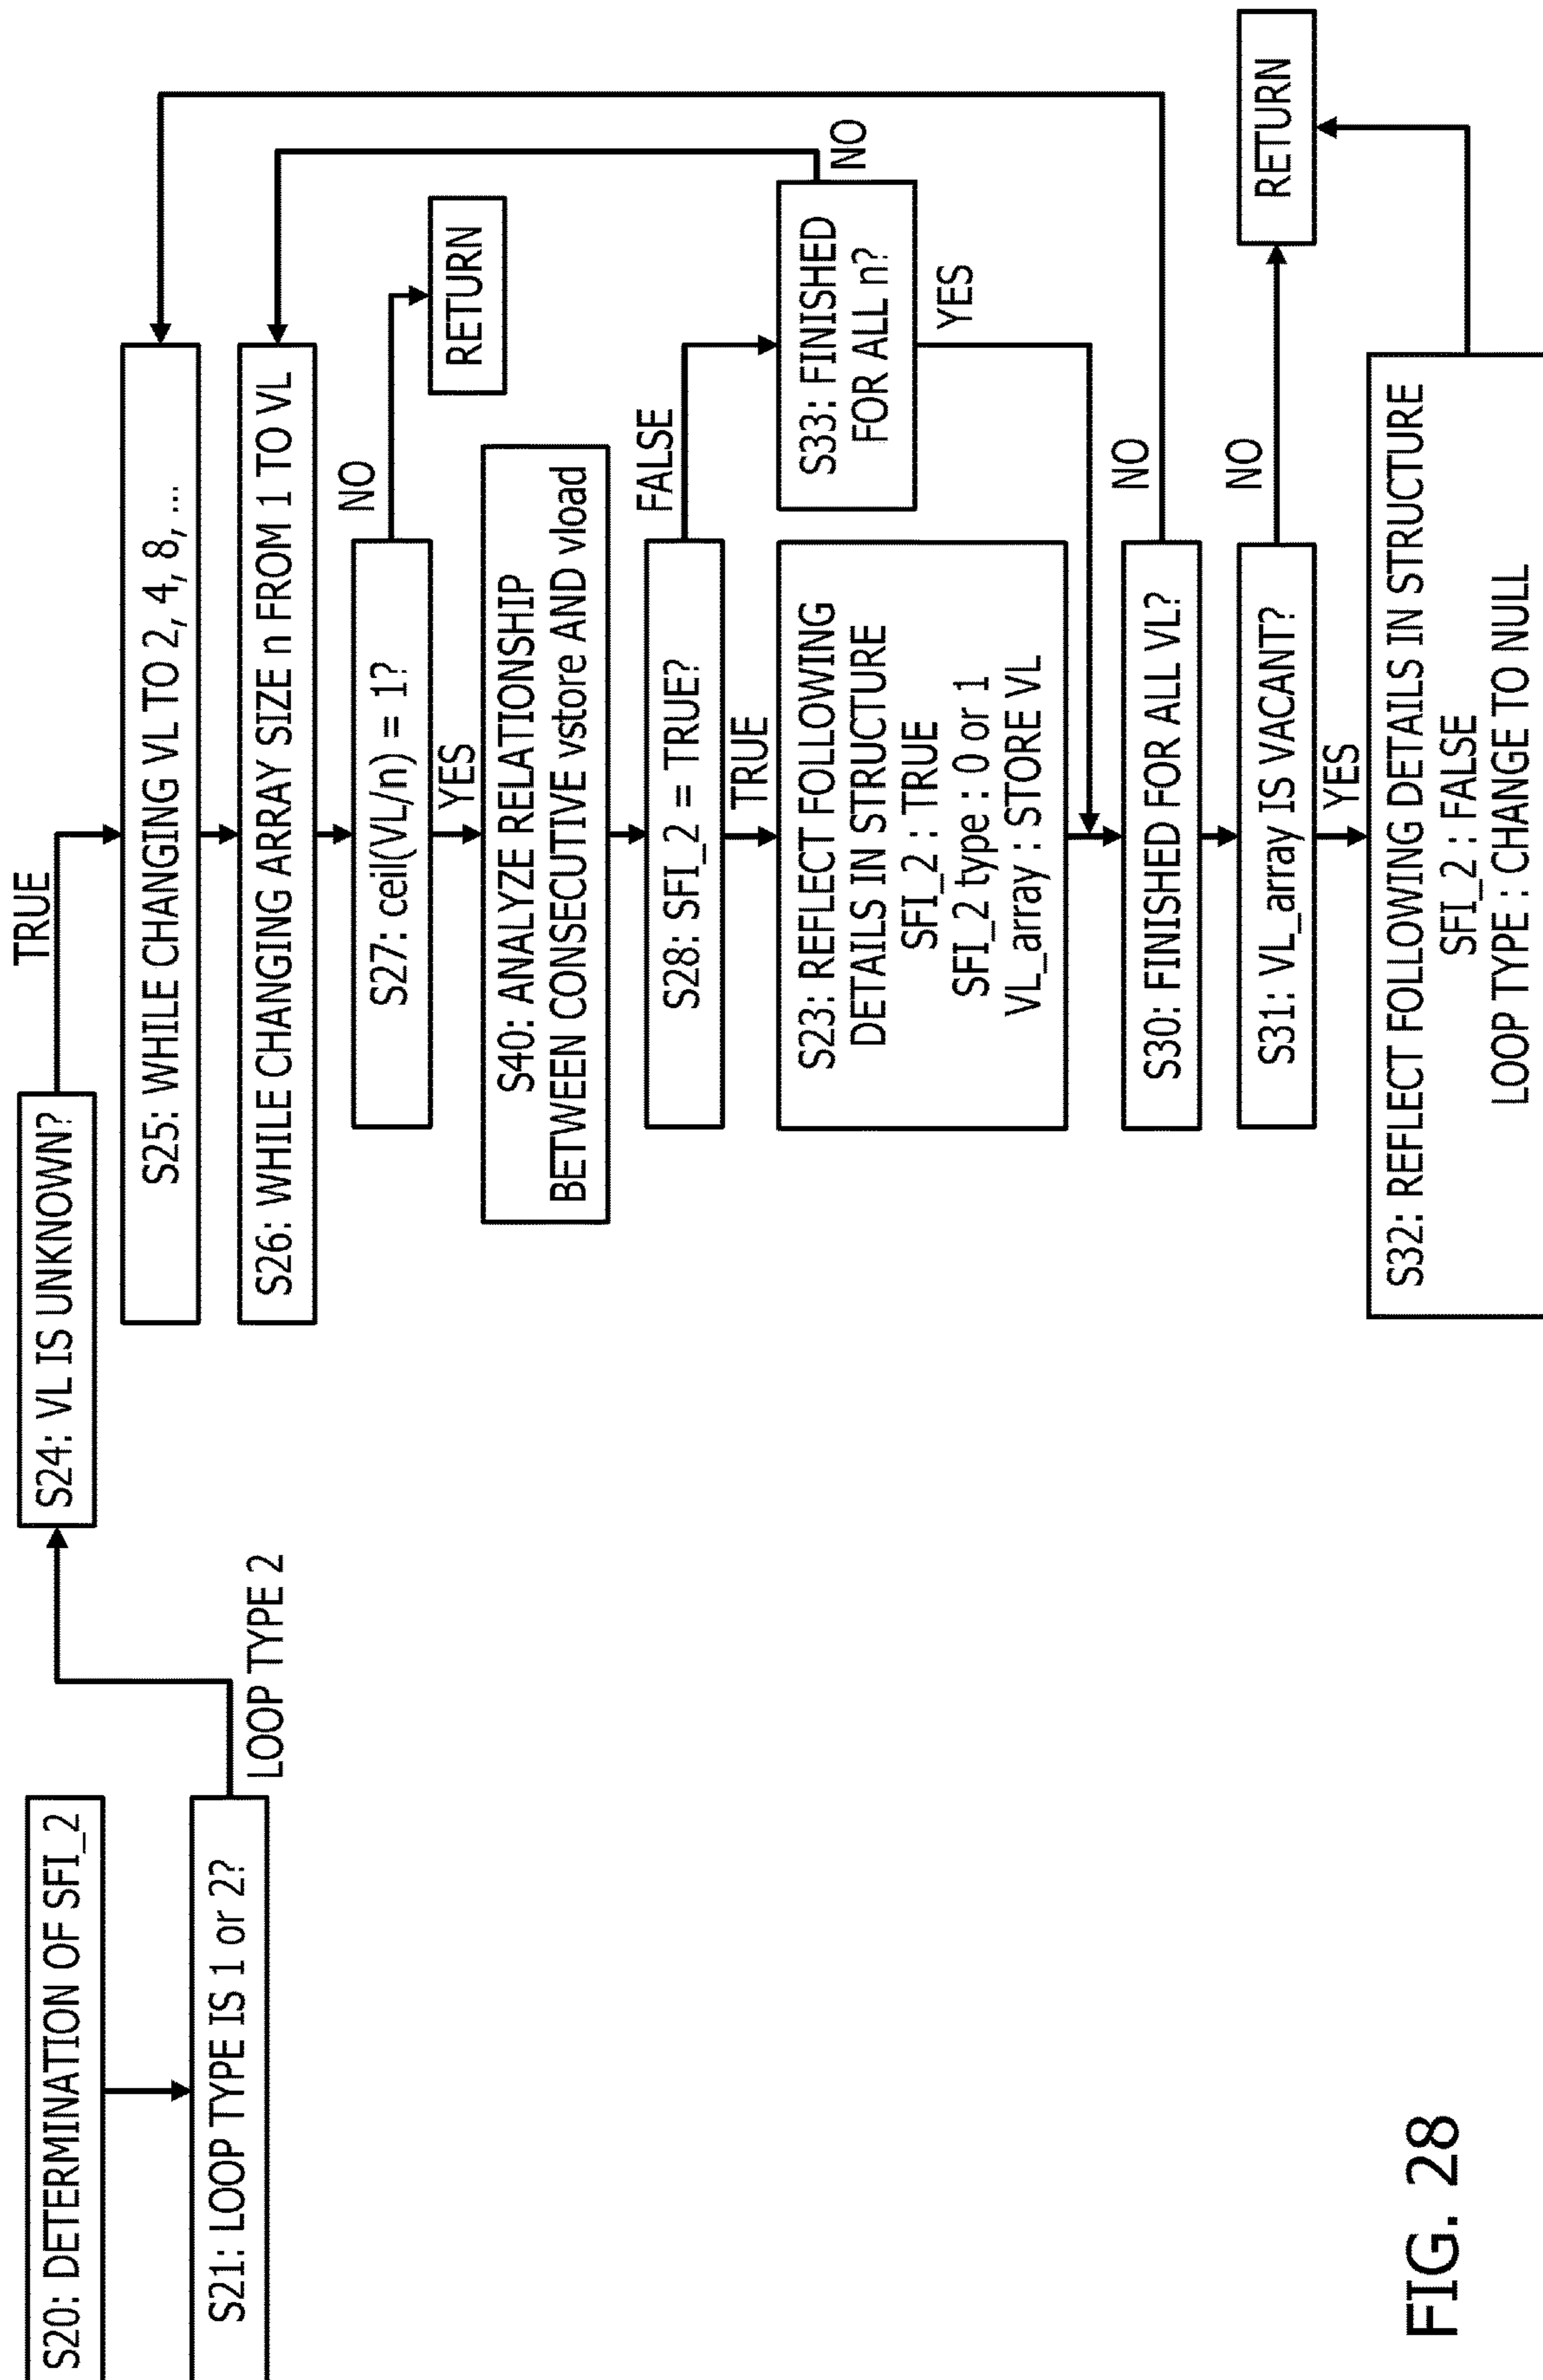 S20: DETERMINATION OF SFI_2
S21: LOOP TYPE IS 1 or 2?
LOOP TYPE 2
S24: VL IS UNKNOWN?
TRUE
S25: WHILE CHANGING VL TO 2, 4, 8, ...
S26: WHILE CHANGING ARRAY SIZE n FROM 1 TO VL
S27: ceil(VL/n) = 1?
NO
RETURN
YES
S40: ANALYZE RELATIONSHIP
BETWEEN CONSECUTIVE vstore AND vload
S28: SFI_2 = TRUE?
FALSE
TRUE
S33: FINISHED
FOR ALL n?
NO
YES
S23: REFLECT FOLLOWING
DETAILS IN STRUCTURE
SFI_2 : TRUE
SFI_2 type : 0 or 1
VL_array : STORE VL
S30: FINISHED FOR ALL VL?
NO
S31: VL_array IS VACANT?
NO
RETURN
YES
S32: REFLECT FOLLOWING DETAILS IN STRUCTURE
SFI_2 : FALSE
LOOP TYPE : CHANGE TO NULL
FIG. 28